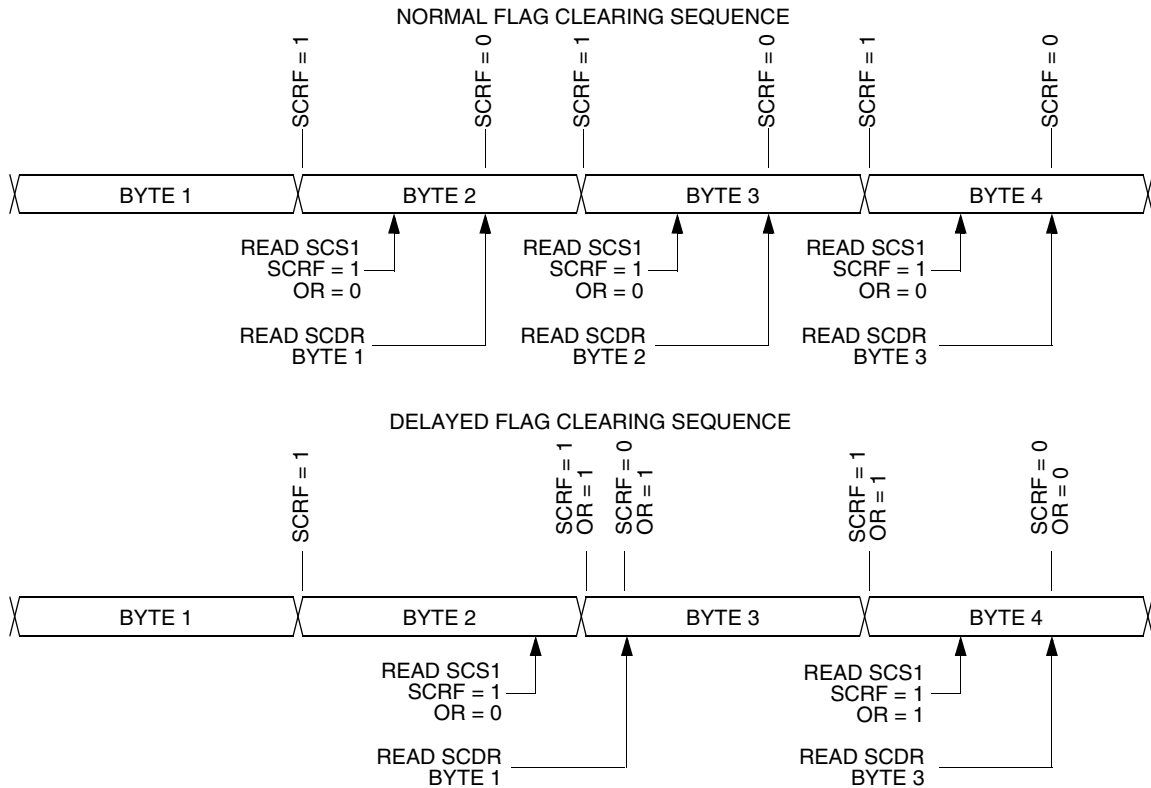 NORMAL FLAG CLEARING SEQUENCE
SCRF = 1
SCRF = 0
SCRF = 1
SCRF = 0
SCRF = 1
SCRF = 0
BYTE 1
BYTE 2
BYTE 3
BYTE 4
READ SCS1
SCRF = 1
OR = 0
READ SCS1
SCRF = 1
OR = 0
READ SCS1
SCRF = 1
OR = 0
READ SCDR
BYTE 1
READ SCDR
BYTE 2
READ SCDR
BYTE 3
DELAYED FLAG CLEARING SEQUENCE
SCRF = 1
SCRF = 1
OR = 1
SCRF = 0
OR = 1
SCRF = 1
OR = 1
SCRF = 0
OR = 0
BYTE 1
BYTE 2
BYTE 3
BYTE 4
READ SCS1
SCRF = 1
OR = 0
READ SCS1
SCRF = 1
OR = 1
READ SCDR
BYTE 1
READ SCDR
BYTE 3